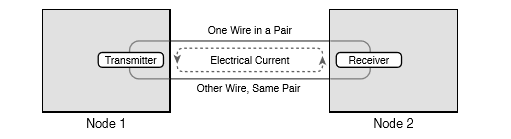 One Wire in a Pair
Transmitter
Electrical Current
Receiver
Other Wire, Same Pair
Node 1
Node 2